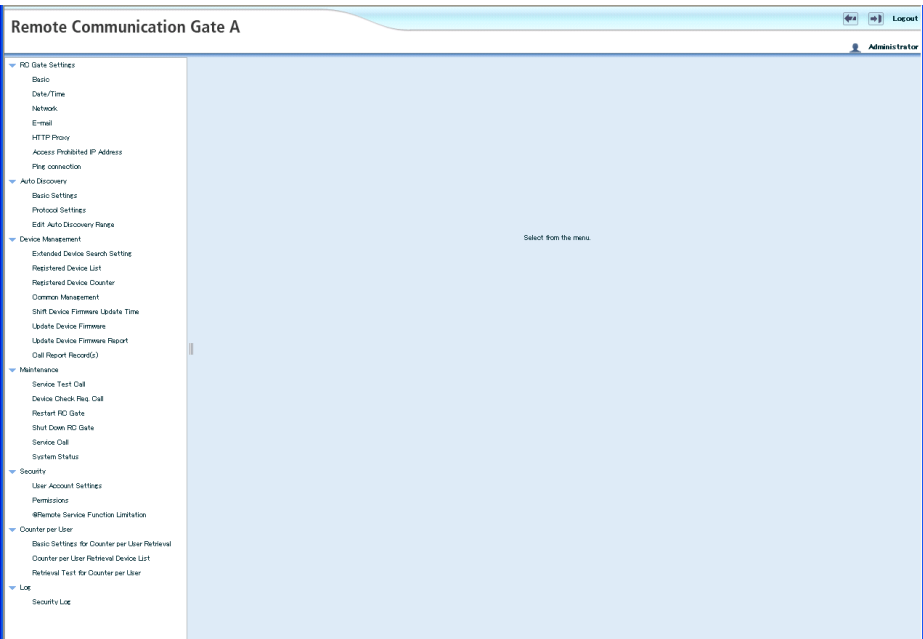 Remote Communication Gate A
Logout
Administrator
RC Gate Settings
Basic
Date/Time
Network
E-mail
HTTP Proxy
Access Prohibited IP Address
Ping connection
Auto Discovery
Basic Settings
Protocol Settings
Edit Auto Discovery Range
Device Management
Extended Device Search Setting
Registered Device List
Registered Device Counter
Common Management
Shift Device Firmware Update Time
Update Device Firmware
Update Device Firmware Report
Call Report Record(s)
Maintenance
Service Test Call
Device Check Req. Call
Restart RC Gate
Shut Down RC Gate
Service Call
System Status
Security
User Account Settings
Permissions
@Remote Service Function Limitation
Counter per User
Basic Settings for Counter per User Retrieval
Counter per User Retrieval Device List
Retrieval Test for Counter per User
Log
Security Log
Select from the menu.